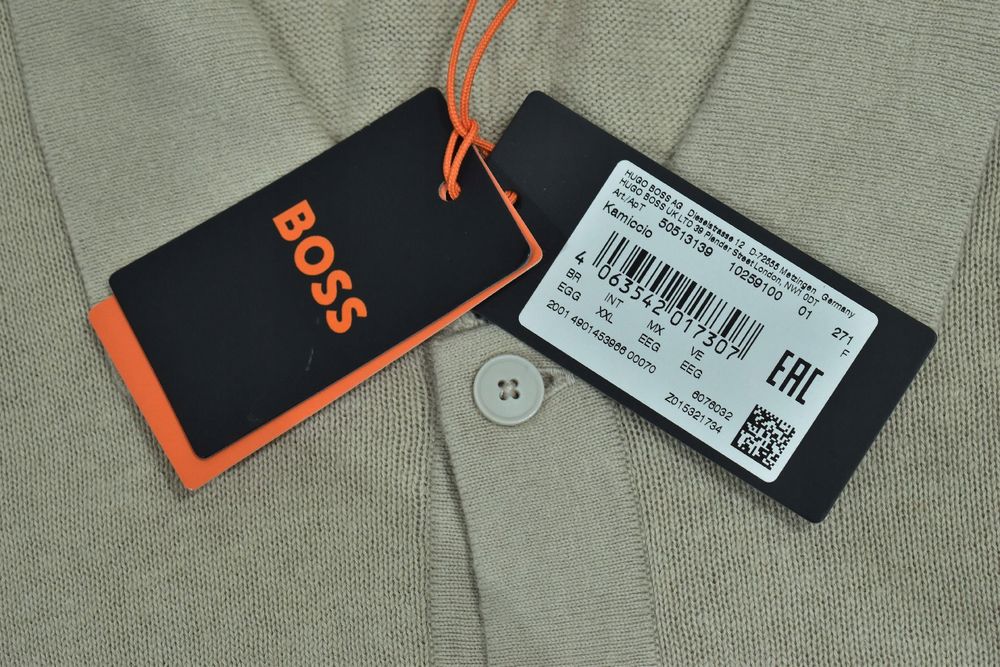 BOSS
HUGO BOSS AG Dieselstrasse 12 D-72555 Metzingen, Germany
HUGO BOSS UK LTD 39 Plender Street London, NW1 0DT
Art./ApT 50513139 10259100 01 271
Kamiccio F
4 063542 017307
BR INT MX VE
EGG XXL EEG EEG
2001 4901453966 00070
EAC
6076032
Z015321734